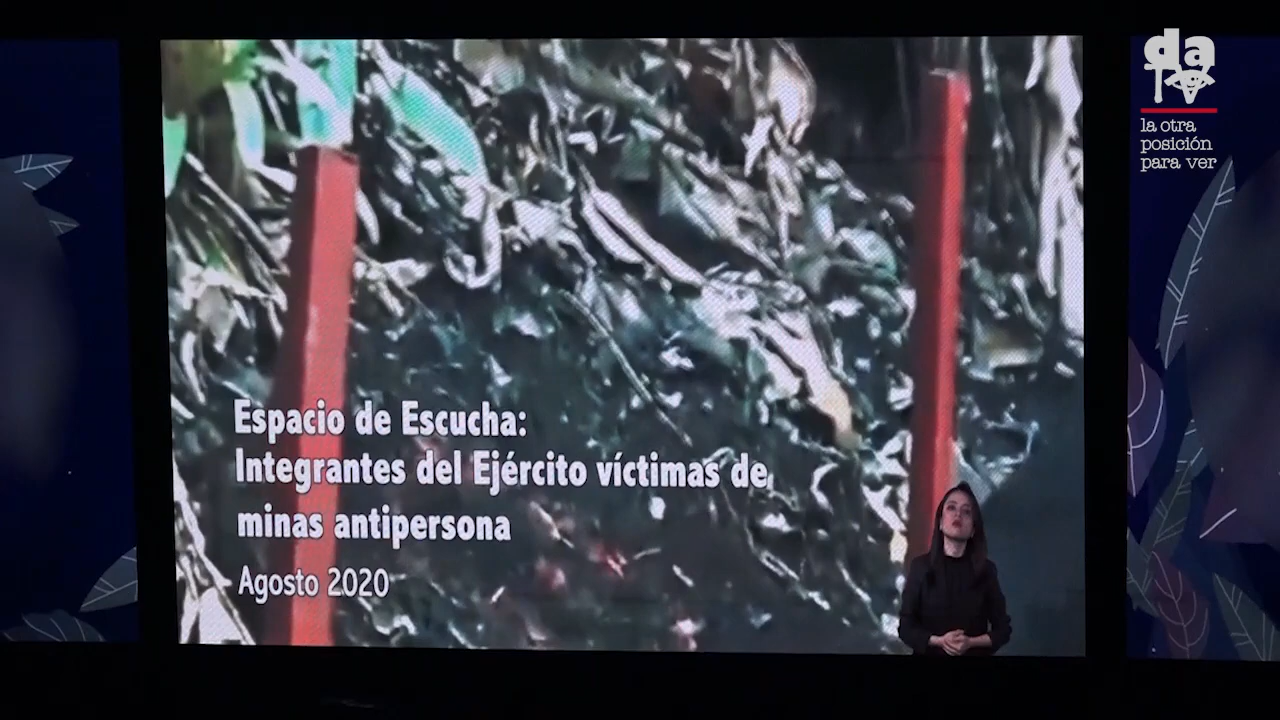 Espacio de Escucha:
Integrantes del Ejército víctimas de
minas antipersona
Agosto 2020
la otra
posición
para ver